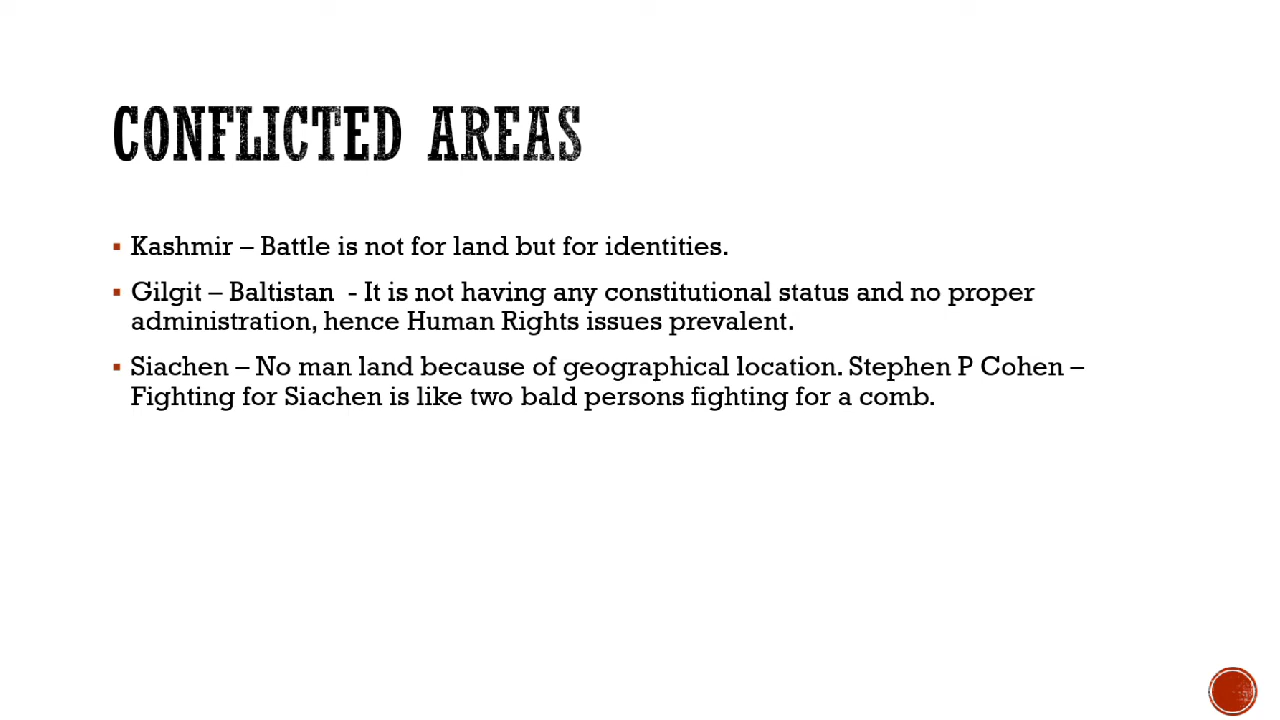 CONFLICTED AREAS
▪ Kashmir – Battle is not for land but for identities.
▪ Gilgit – Baltistan - It is not having any constitutional status and no proper
administration, hence Human Rights issues prevalent.
▪ Siachen – No man land because of geographical location. Stephen P Cohen –
Fighting for Siachen is like two bald persons fighting for a comb.